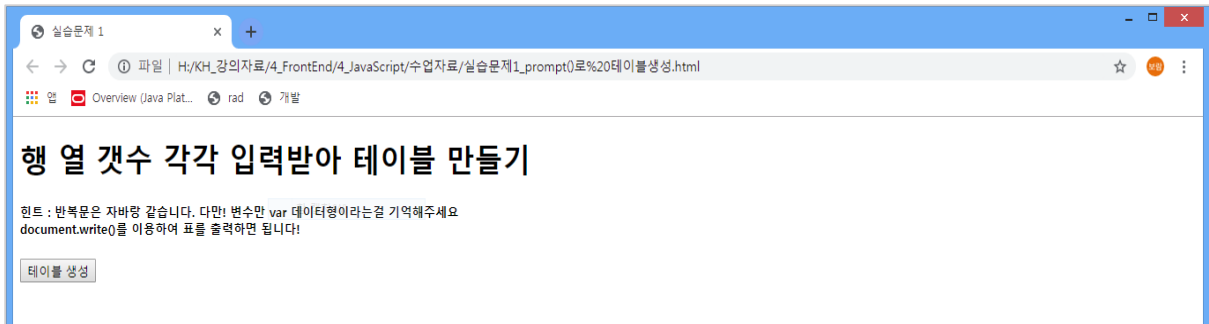 실습문제 1
파일 | H:/KH_강의자료/4_FrontEnd/4_JavaScript/수업자료/실습문제1_prompt()로%20테이블생성.html
보람
앱 Overview (Java Plat... rad 개발
행 열 갯수 각각 입력받아 테이블 만들기
힌트 : 반복문은 자바랑 같습니다. 다만! 변수만 var 데이터형이라는걸 기억해주세요
document.write()를 이용하여 표를 출력하면 됩니다!
테이블 생성